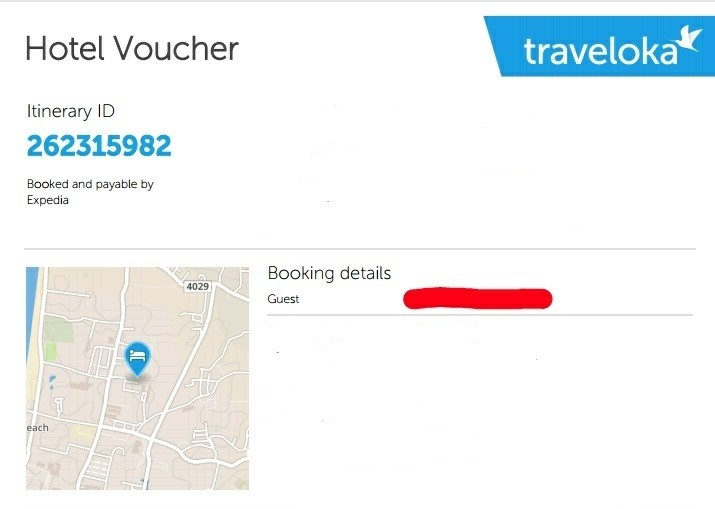 Hotel Voucher
traveloka
Itinerary ID
262315982
Booked and payable by
Expedia
4029
each
Booking details
Guest